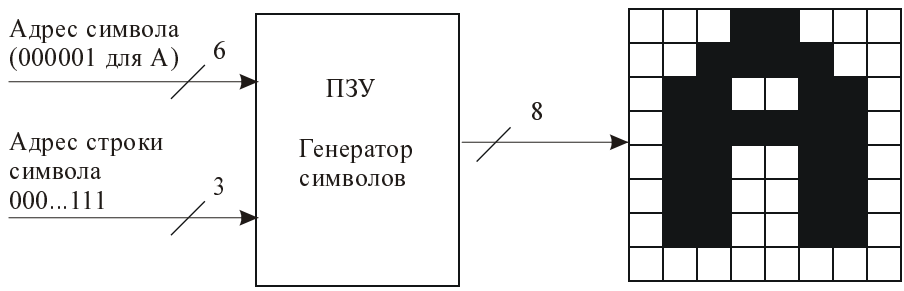 Адрес символа
(000001 для А)
6
Адрес строки
символа
000...111
3
ПЗУ
Генератор
символов
8